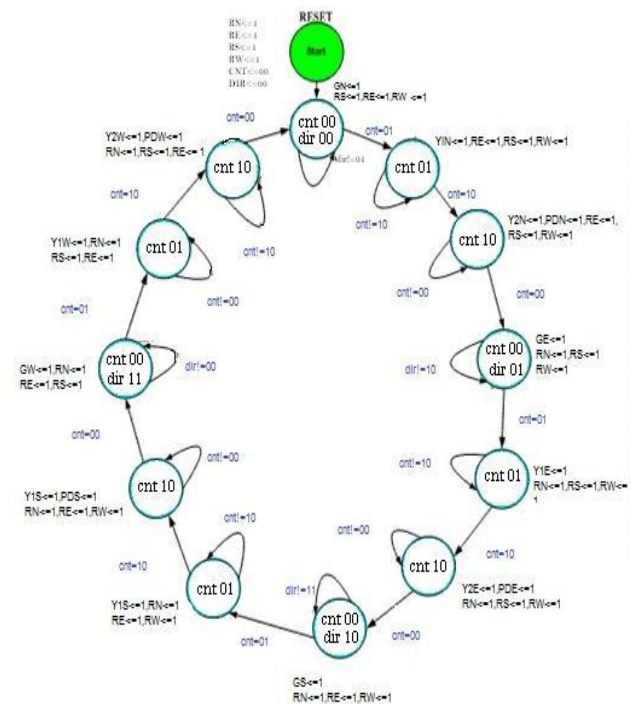 RESET
RN<=1
RE<=1
RS<=1
RW<=1
CNT<=00
DIR<=00
Start
GN<=1
RS<=1,RE<=1,RW <=1
cnt=00
cnt 00
dir 00
cnt=01
Y2W<=1,PDW<=1
RN<=1,RS<=1,RE<= 1
YIN<=1,RE<=1,RS<=1,RW<=1
cnt 10
cnt 01
cnt=10
cnt=10
Y2N<=1,PDN<=1,RE<=1,
RS<=1,RW<=1
cnt!=10
cnt!=10
Y1W<=1,RN<=1
RS<=1,RE<=1
cnt 01
cnt 10
cnt!=00
cnt!=00
cnt=00
cnt=01
GE<=1
RN<=1,RS<=1
RW<=1
cnt 00
dir 01
cnt 00
dir 11
dir!=00
dir!=10
GW<=1,RN<=1
RE<=1,RS<=1
cnt=01
cnt=00
cnt!=00
cnt!=10
cnt 01
Y1E<=1
RN<=1,RS<=1,RW<=
1
cnt 10
Y1S<=1,PDS<=1
RN<=1,RE<=1,RW<=1
cnt!=10
cnt!=00
cnt=10
cnt=10
cnt 10
cnt 01
dir!=11
Y2E<=1,PDE<=1
RN<=1,RS<=1,RW<=1
Y1S<=1,RN<=1
RE<=1,RW<=1
cnt 00
dir 10
cnt=01
cnt=00
GS<=1
RN<=1,RE<=1,RW<=1